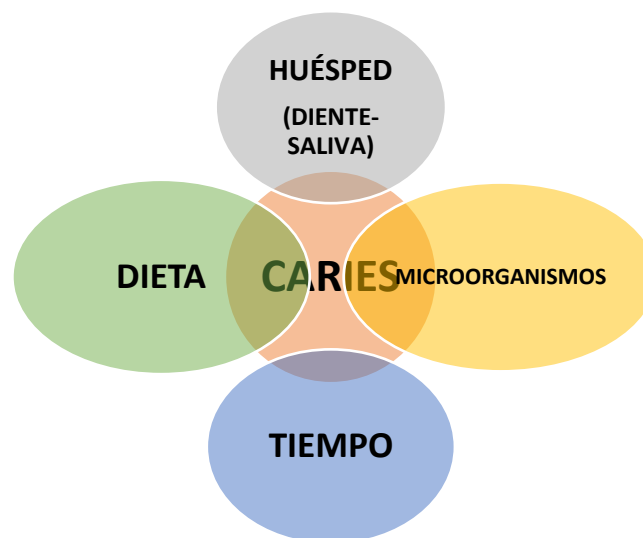 HUÉSPED
(DIENTE-
SALIVA)
DIETA
CARIES
MICROORGANISMOS
TIEMPO